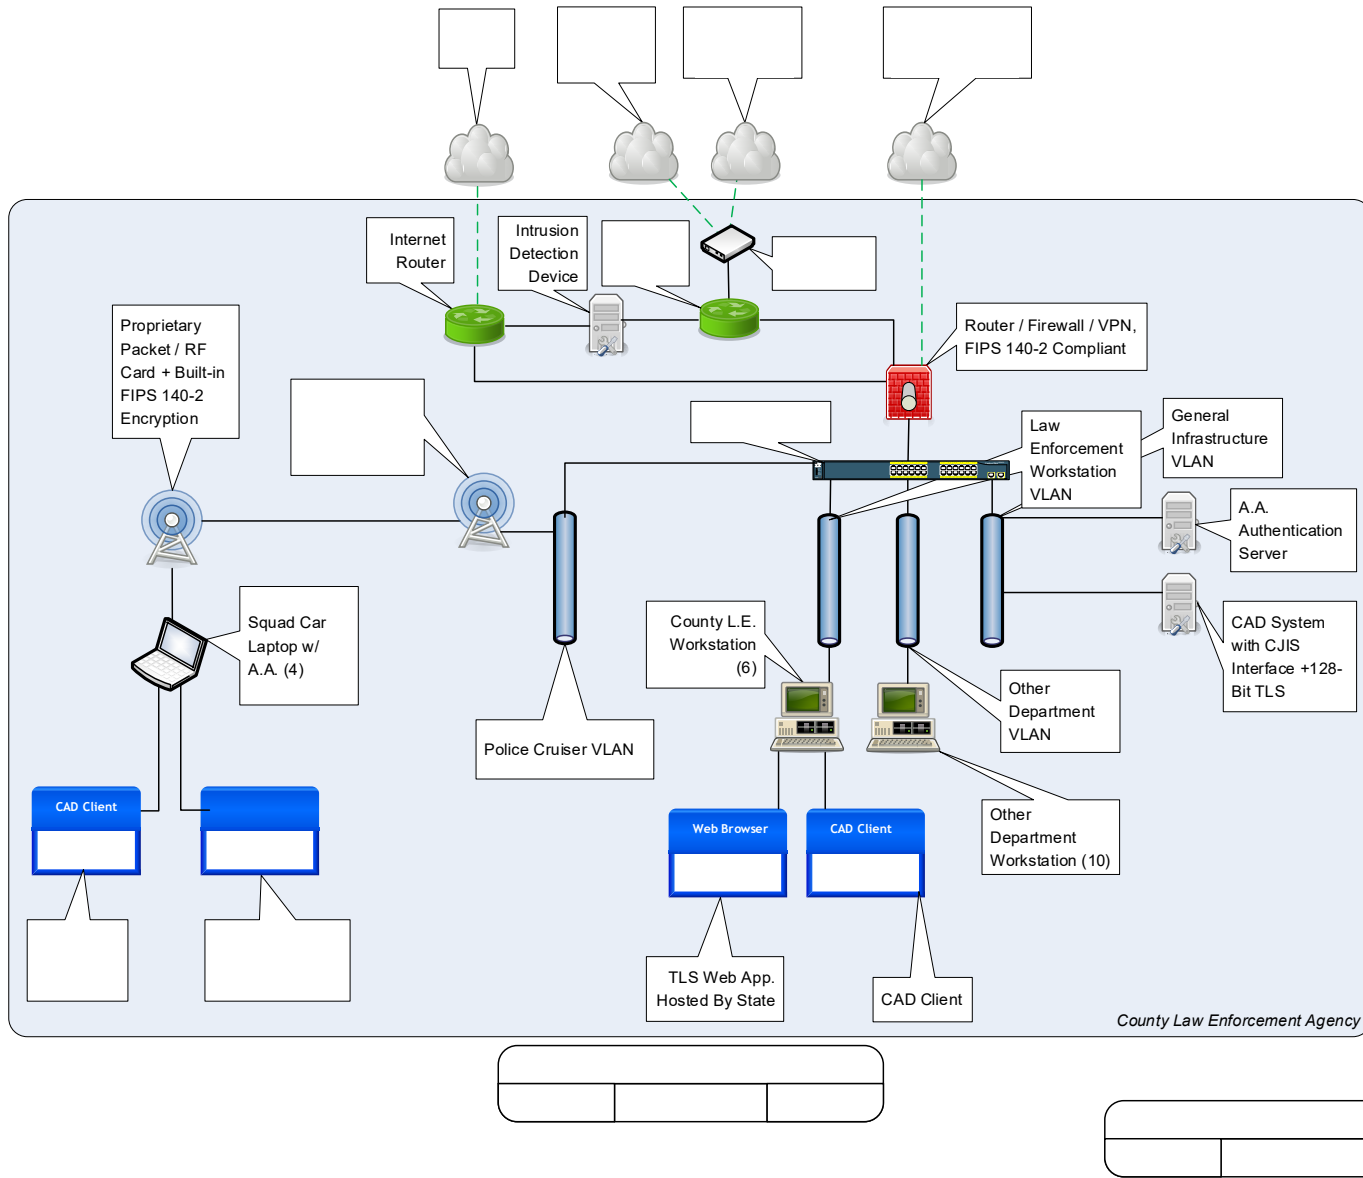 Internet
Router
Intrusion
Detection
Device
Proprietary
Packet / RF
Card + Built-in
FIPS 140-2
Encryption
Router / Firewall / VPN,
FIPS 140-2 Compliant
Law
Enforcement
Workstation
VLAN
General
Infrastructure
VLAN
A.A.
Authentication
Server
Squad Car
Laptop w/
A.A. (4)
County L.E.
Workstation
(6)
CAD System
with CJIS
Interface +128-
Bit TLS
Other
Department
VLAN
Police Cruiser VLAN
CAD Client
Web Browser
CAD Client
Other
Department
Workstation (10)
TLS Web App.
Hosted By State
CAD Client
County Law Enforcement Agency